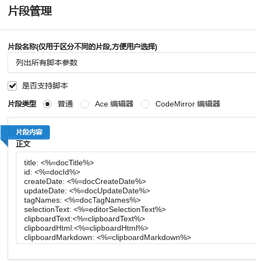 片段管理
片段名称(仅用于区分不同的片段,方便用户选择)
列出所有脚本参数
是否支持脚本
片段类型 普通 Ace 编辑器 CodeMirror 编辑器
片段内容
正文
title: <%=docTitle%>
id: <%=docId%>
createDate: <%=docCreateDate%>
updateDate: <%=docUpdateDate%>
tagNames: <%=docTagNames%>
selectionText: <%=editorSelectionText%>
clipboardText:<%=clipboardText%>
clipboardHtml:<%=clipboardHtml%>
clipboardMarkdown: <%=clipboardMarkdown%>